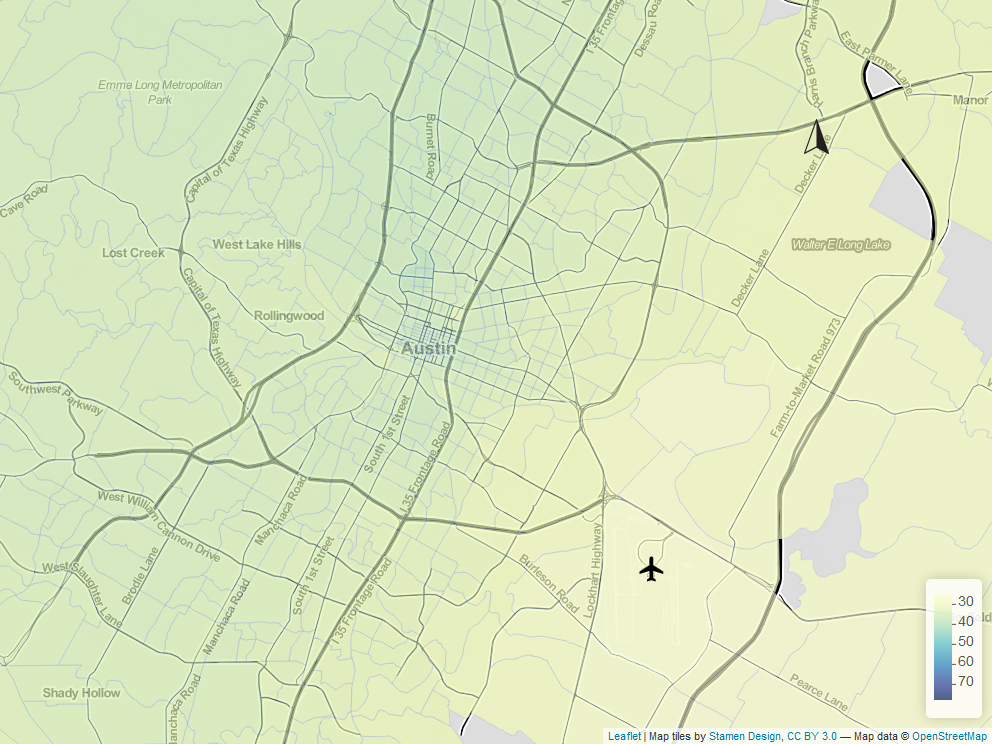 I 35 Frontage
Dessau Road
Harris Branch Parkway
East Parmer Lane
Manor
Emma Long Metropolitan
Park
Capital of Texas Highway
Burnet Road
Decker Lane
Cave Road
Lost Creek
West Lake Hills
Walter E Long Lake
Decker Lane
Capital of Texas Highway
Rollingwood
Austin
Farm-to-Market Road 973
Southwest Parkway
South 1st Street
I 35 Frontage Road
West William Cannon Drive
Manchaca Road
Lockhart Highway
South 1st Street
Brodie Lane
West Slaughter Lane
Manchaca Road
I 35 Frontage Road
Burleson Road
30
40
50
60
70
Shady Hollow
Manchaca Road
Pearce Lane
Leaflet | Map tiles by Stamen Design, CC BY 3.0 — Map data © OpenStreetMap